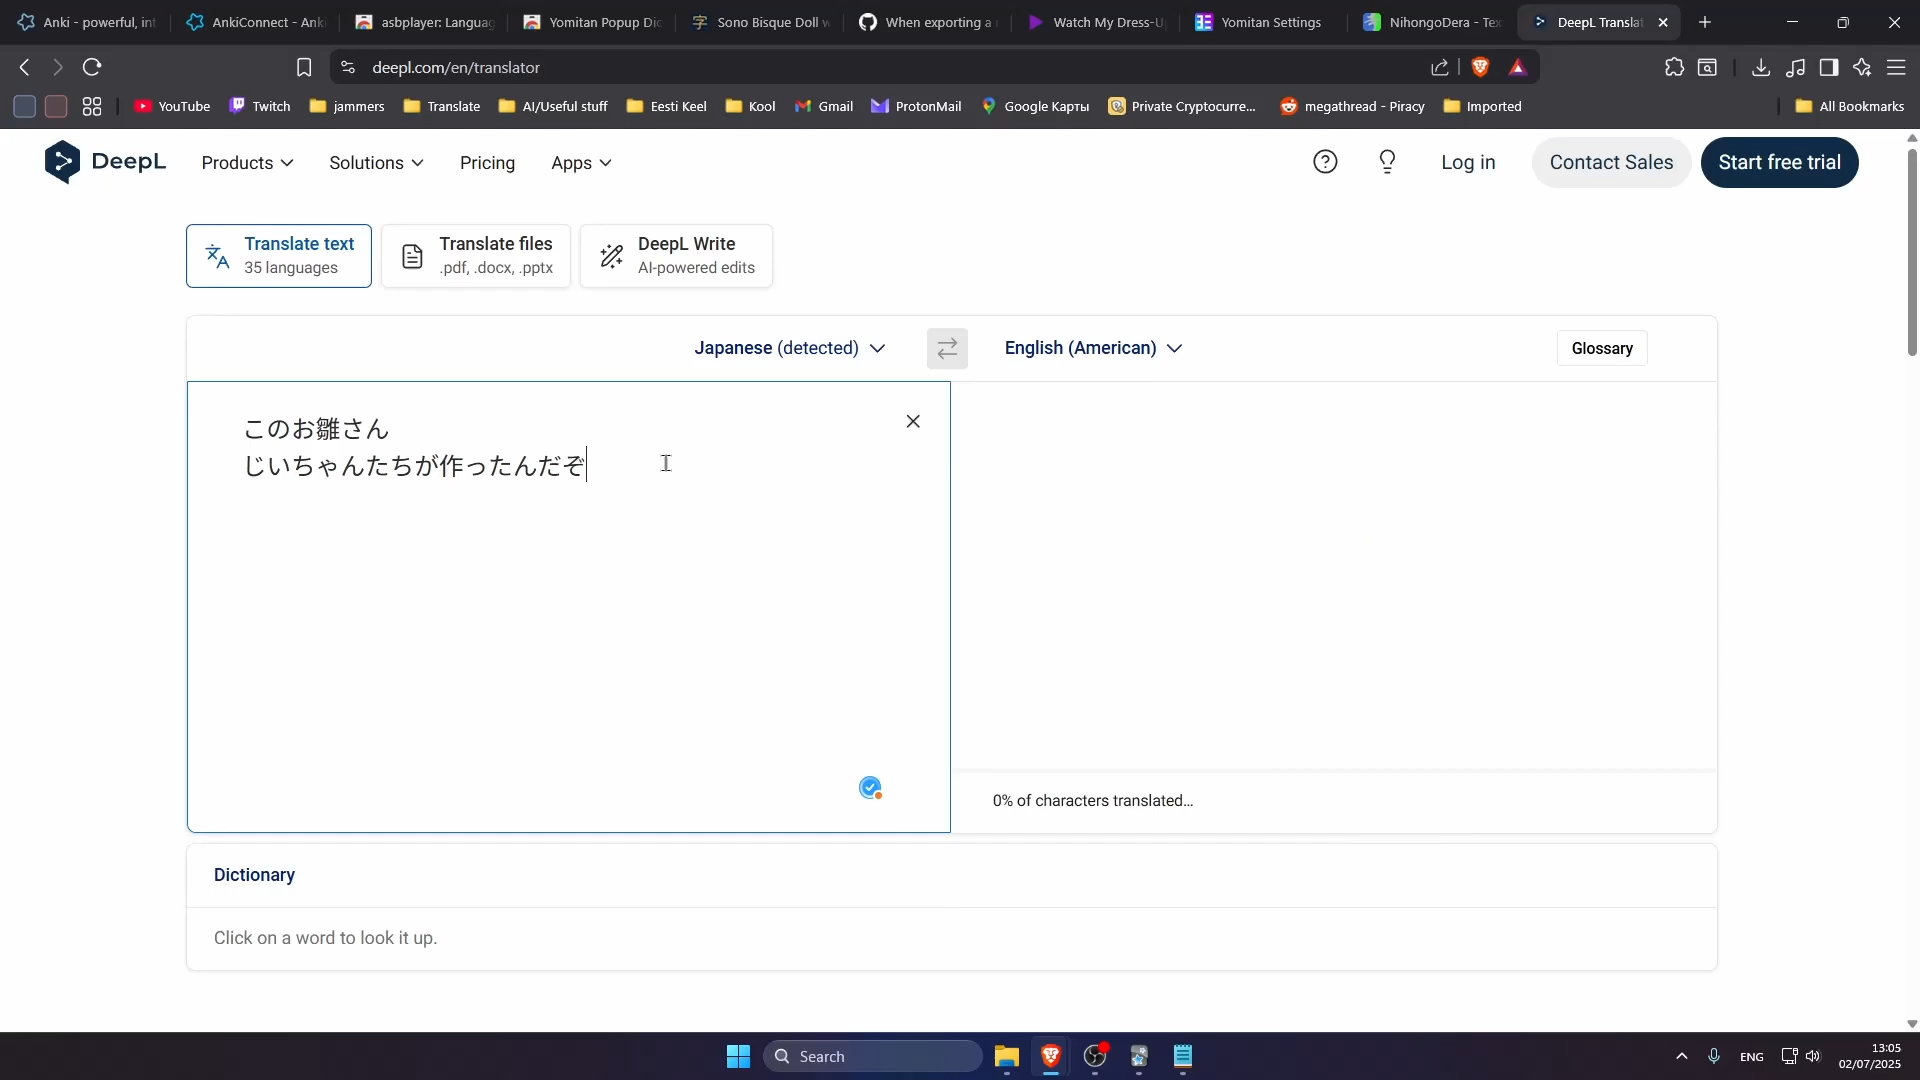 Anki - powerful, int
AnkiConnect - Anki
asbplayer: Languag
Yomitan Popup Dic
Sono Bisque Doll w
When exporting a
Watch My Dress-U
Yomitan Settings
NihongoDera - Tex
DeepL Translat
deepl.com/en/translator
YouTube
Twitch
jammers
Translate
AI/Useful stuff
Eesti Keel
Kool
Gmail
ProtonMail
Google Карты
Private Cryptocurre...
megathread - Piracy
Imported
All Bookmarks
DeepL
Products
Solutions
Pricing
Apps
Log in
Contact Sales
Start free trial
Translate text
35 languages
Translate files
.pdf, .docx, .pptx
DeepL Write
AI-powered edits
Japanese (detected)
English (American)
Glossary
このお雛さん
じいちゃんたちが作ったんだぞ
0% of characters translated...
Dictionary
Click on a word to look it up.
Search
ENG
13:05
02/07/2025